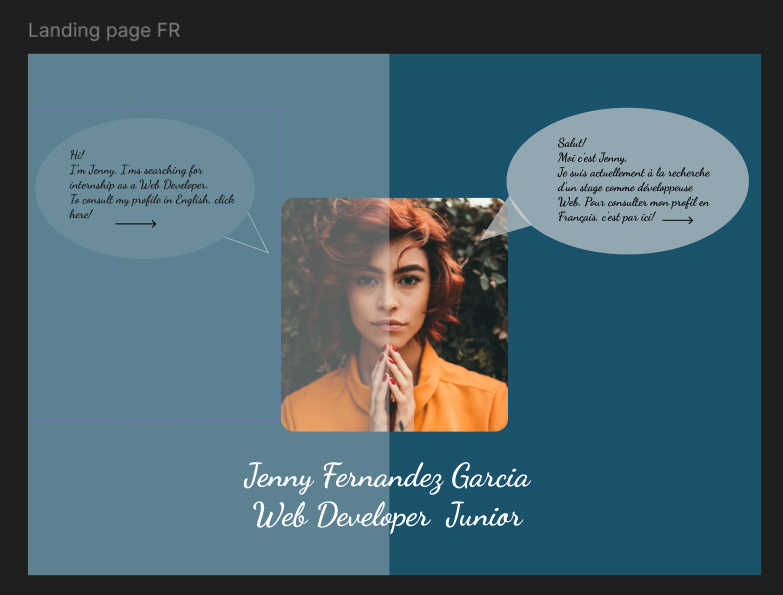 Landing page FR
Hi!
I'm Jenny. I'ms searching for
internship as a Web Developer.
To consult my profile in English, click
here!
Salut!
Moi c'est Jenny,
Je suis actuellement à la recherche
d'un stage comme développeuse
Web. Pour consulter mon profil en
Français, c'est par ici!
Jenny Fernandez Garcia
Web Developer Junior